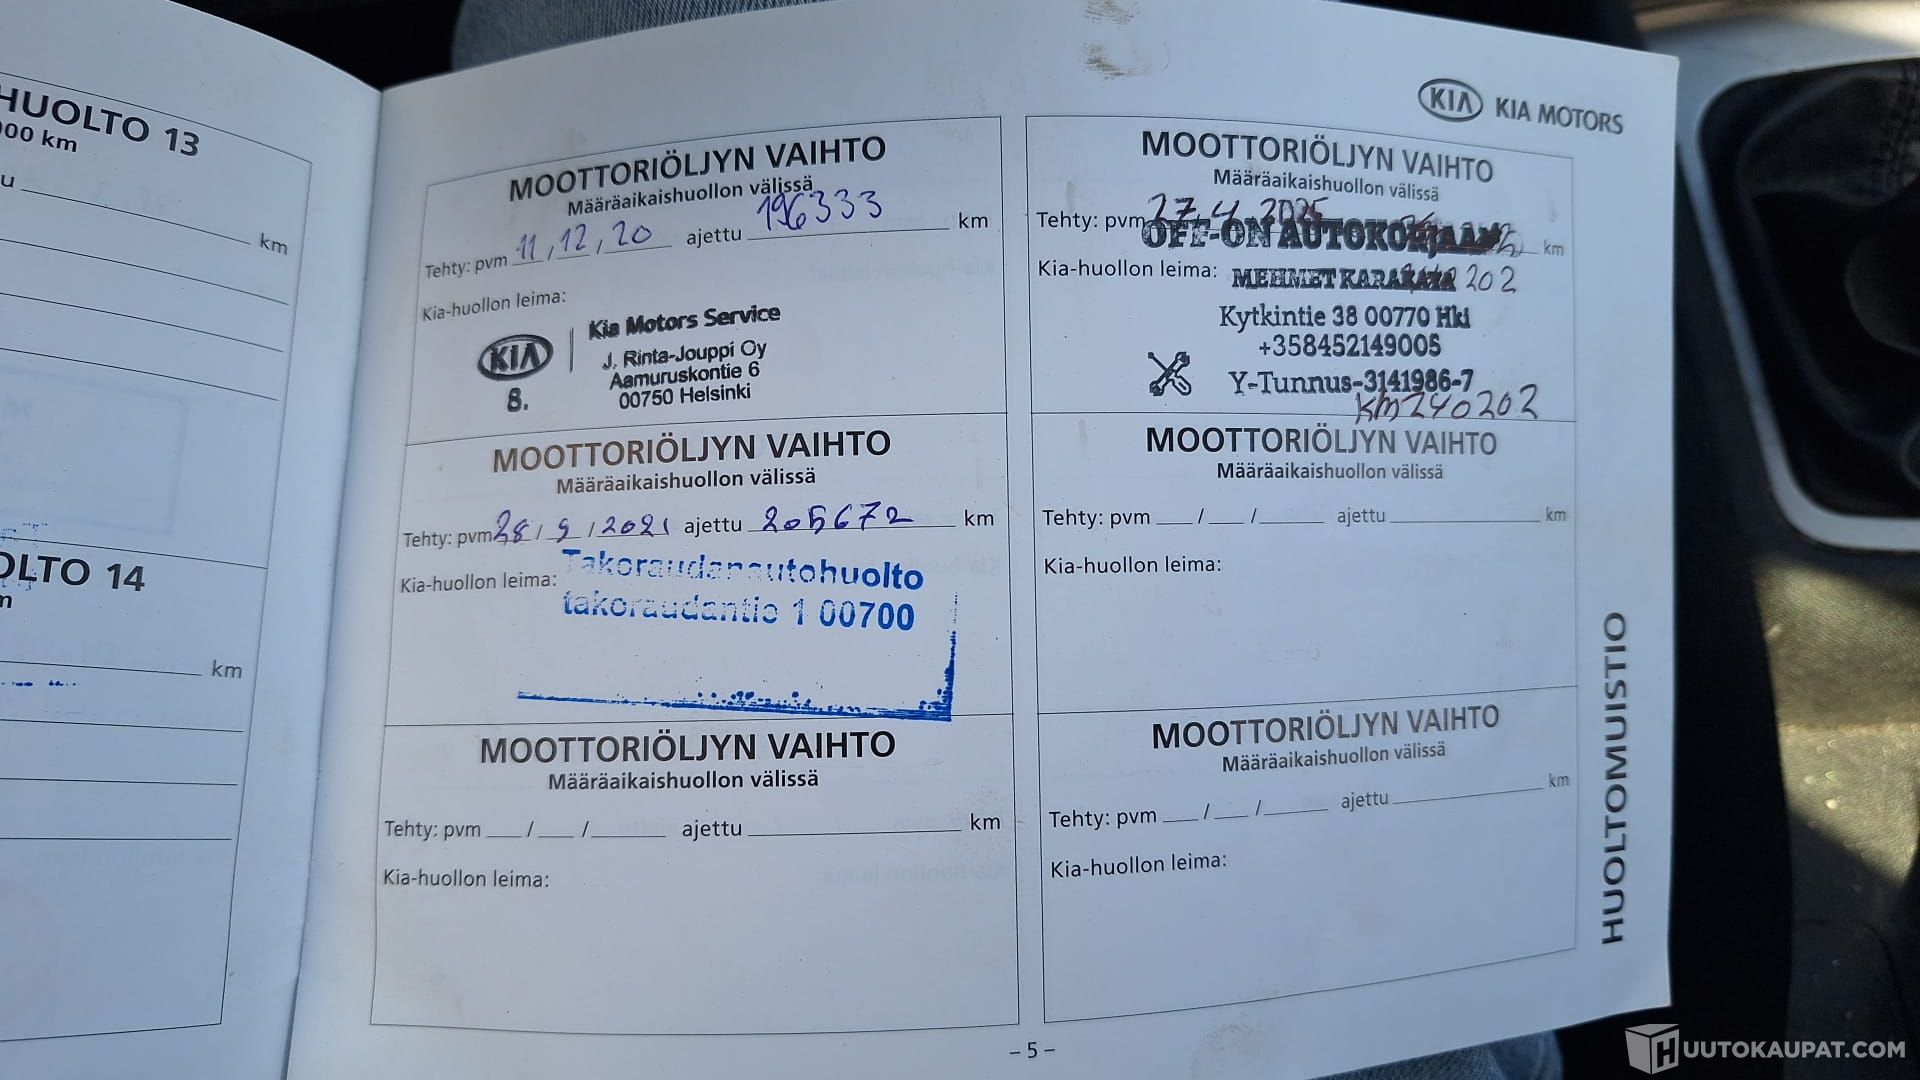 HUOLTO 13
000 km
u
km
OLTO 14
m
km
KIA KIA MOTORS
MOOTTORIÖLJYN VAIHTO
Määräaikaishuollon välissä
Tehty: pvm 11, 12, 20 ajettu 196333 km
Kia-huollon leima:
KIA
8.
Kia Motors Service
J. Rinta-Jouppi Oy
Aamuruskontie 6
00750 Helsinki
MOOTTORIÖLJYN VAIHTO
Määräaikaishuollon välissä
Tehty: pvm 28 / 9 / 2021 ajettu 205672 km
Kia-huollon leima:
Takoraudanautohuolto
takoraudantie 1 00700
MOOTTORIÖLJYN VAIHTO
Määräaikaishuollon välissä
Tehty: pvm / / ajettu km
Kia-huollon leima:
MOOTTORIÖLJYN VAIHTO
Määräaikaishuollon välissä
Tehty: pvm 27.4.2025 km
OFF-ON
Kia-huollon leima:
MEHMET 202
Kytkintie 38 00770 Hki
+358452149005
Y-Tunnus-3141986-7
km 240202
MOOTTORIÖLJYN VAIHTO
Määräaikaishuollon välissä
Tehty: pvm / / ajettu km
Kia-huollon leima:
MOOTTORIÖLJYN VAIHTO
Määräaikaishuollon välissä
Tehty: pvm / / ajettu km
Kia-huollon leima:
HUOLTOMUISTIO
– 5 –
HUUTOKAUPAT.COM